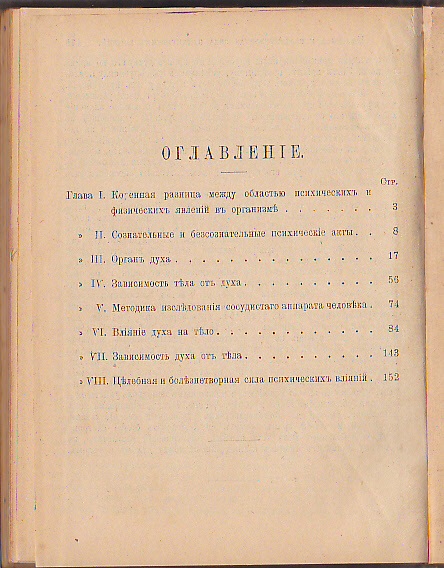 ОГЛАВЛЕНІЕ.
Стр.
Глава I. Коренная разница между областью психическихъ и
физическихъ явленій въ организмѣ . . . . . . . . 3
» II. Сознательные и безсознательные психическіе акты . . 8
» III. Органъ духа . . . . . . . . . . . . . . . . . 17
» IV. Зависимость тѣла отъ духа . . . . . . . . . . . 56
» V. Методика изслѣдованія сосудистаго аппарата человѣка . 74
» VI. Вліяніе духа на тѣло . . . . . . . . . . . . . 84
» VII. Зависимость духа отъ тѣла . . . . . . . . . . . 143
» VIII. Цѣлебная и болѣзнетворная сила психическихъ вліяній . 152